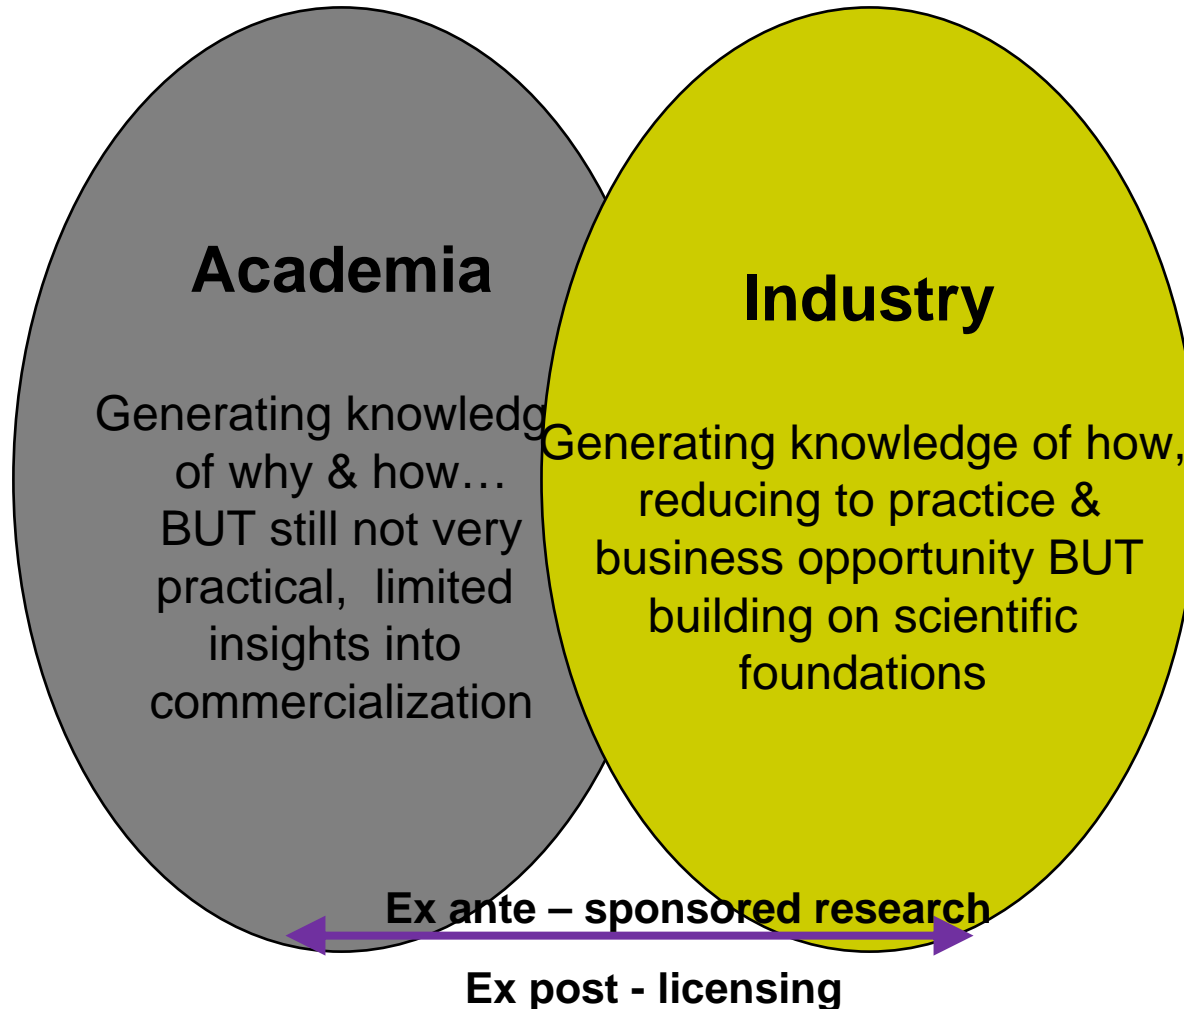 Academia
Generating knowledg
of why & how…
BUT still not very
practical, limited
insights into
commercialization
Industry
Generating knowledge of how,
reducing to practice &
business opportunity BUT
building on scientific
foundations
Ex ante – sponsored research
Ex post - licensing